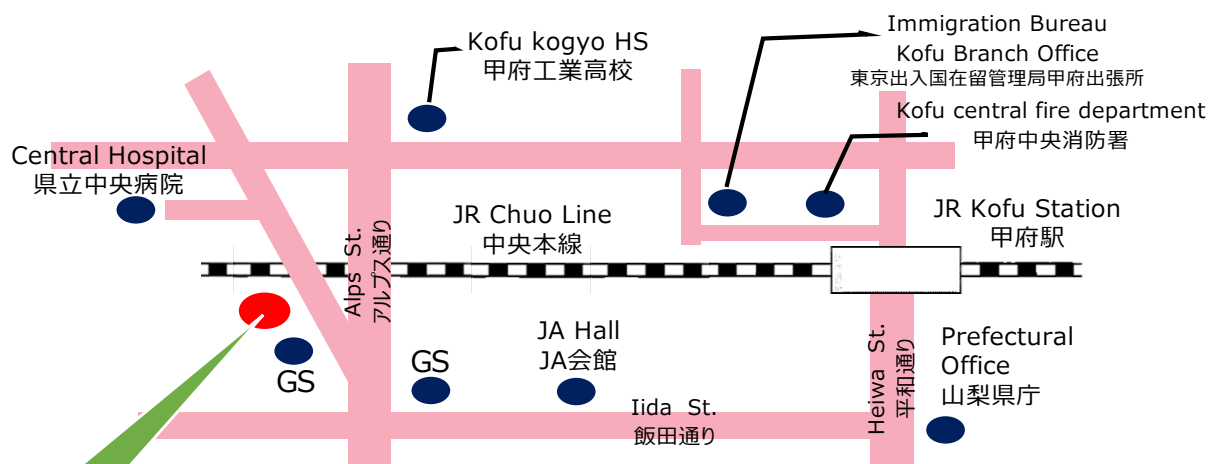 Immigration Bureau
Kofu Branch Office
東京出入国在留管理局甲府出張所
Kofu kogyo HS
甲府工業高校
Kofu central fire department
甲府中央消防署
Central Hospital
県立中央病院
JR Chuo Line
中央本線
JR Kofu Station
甲府駅
Alps St.
アルプス通り
JA Hall
JA会館
GS
GS
Prefectural
Office
山梨県庁
Heiwa St.
平和通り
Iida St.
飯田通り